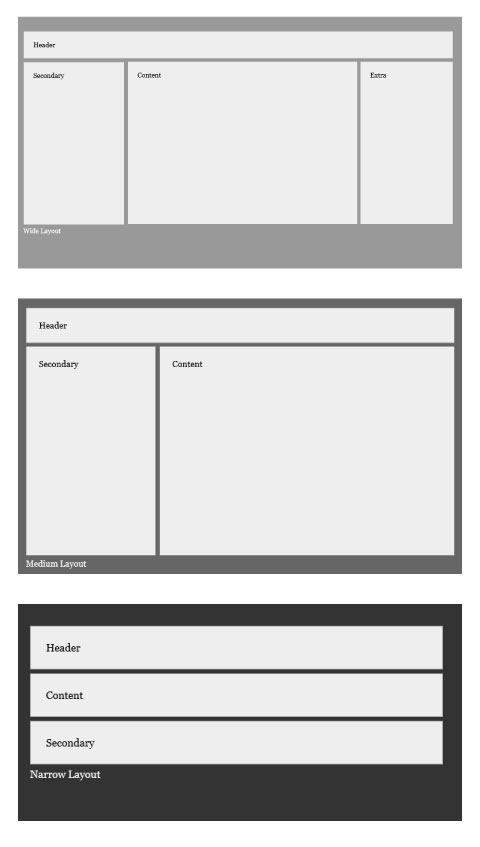 Header
Secondary
Content
Extra
Wide Layout
Header
Secondary
Content
Medium Layout
Header
Content
Secondary
Narrow Layout